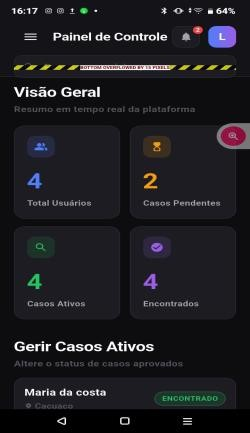 16:17
64%
Painel de Controle
2
L
BOTTOM OVERFLOWED BY 15 PIXELS
Visão Geral
Resumo em tempo real da plataforma
4
Total Usuários
2
Casos Pendentes
4
Casos Ativos
4
Encontrados
Gerir Casos Ativos
Altere o status de casos aprovados
Maria da costa
ENCONTRADO
Cacuaco